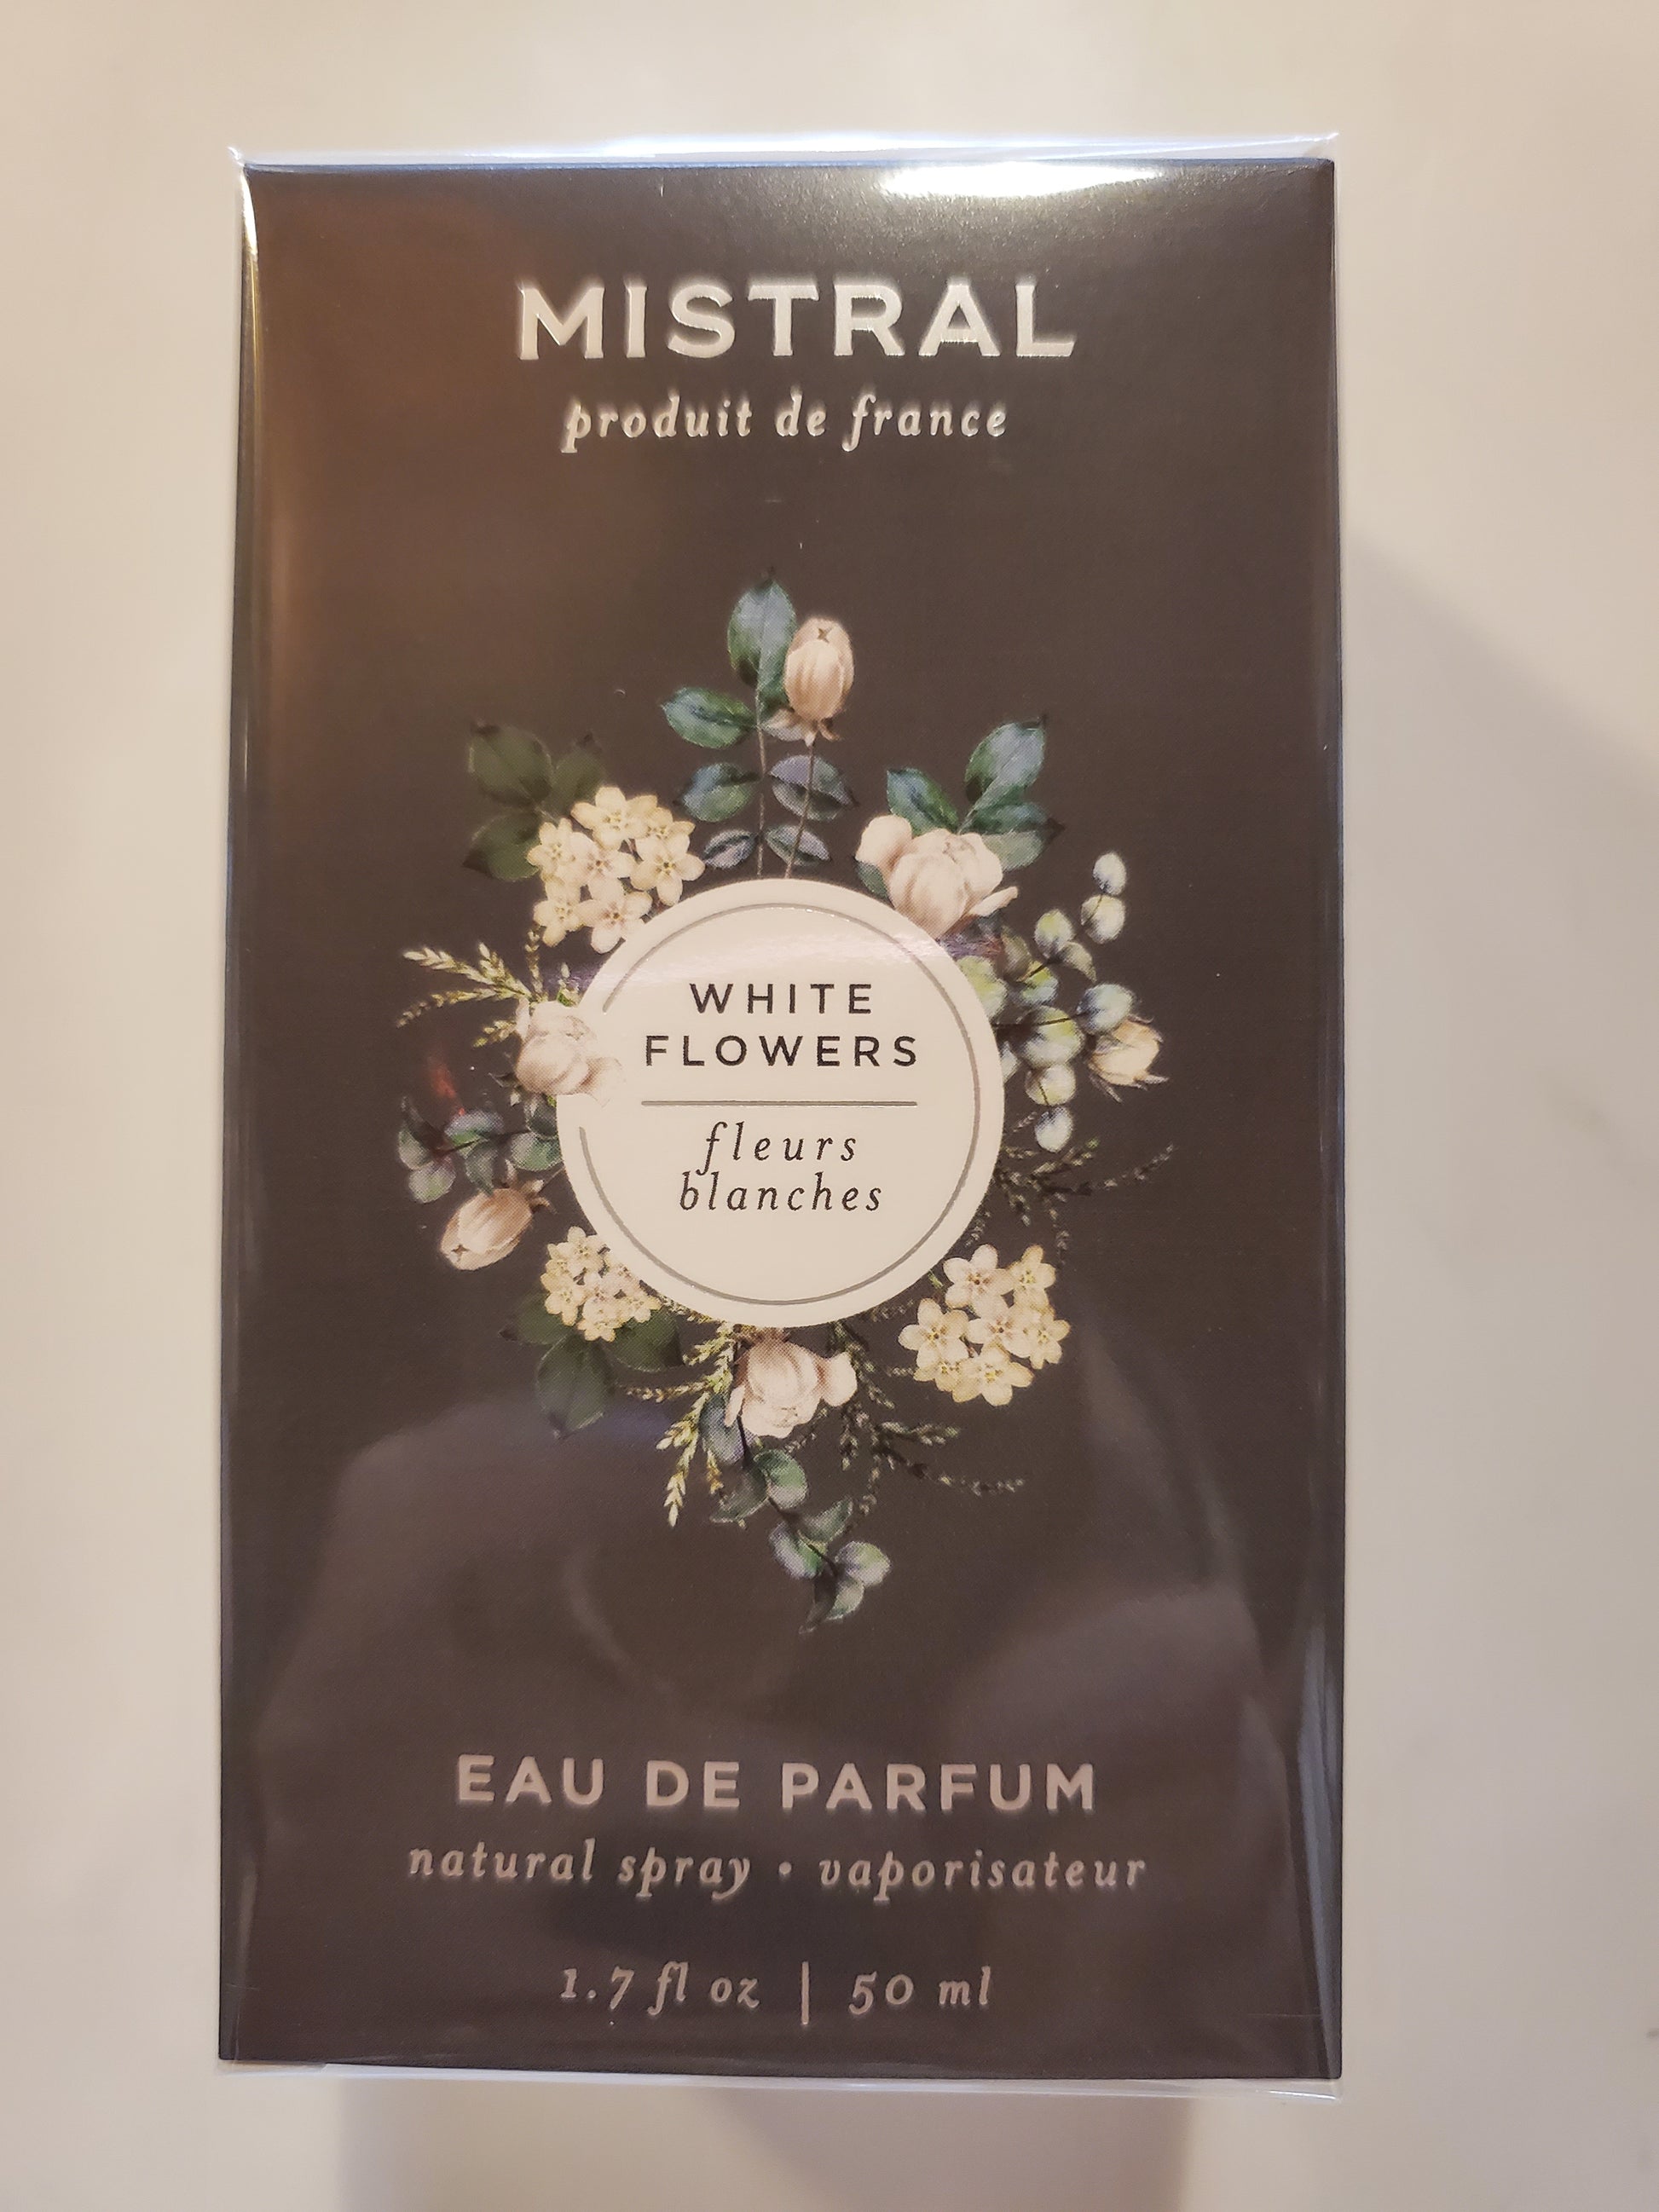 MISTRAL
produit de france
WHITE
FLOWERS
fleurs
blanches
EAU DE PARFUM
natural spray • vaporisateur
1.7 fl oz | 50 ml